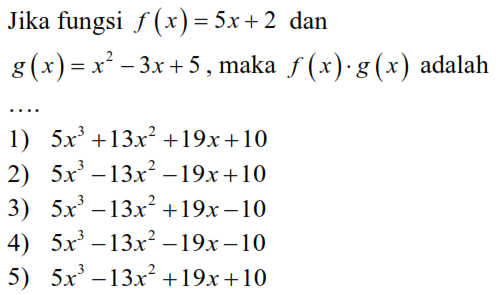 Jika fungsi f(x) = 5x + 2 dan
g(x) = x² − 3x + 5 , maka f(x)·g(x) adalah
....
1) 5x³ + 13x² + 19x + 10
2) 5x³ − 13x² − 19x + 10
3) 5x³ − 13x² + 19x − 10
4) 5x³ − 13x² − 19x − 10
5) 5x³ − 13x² + 19x + 10